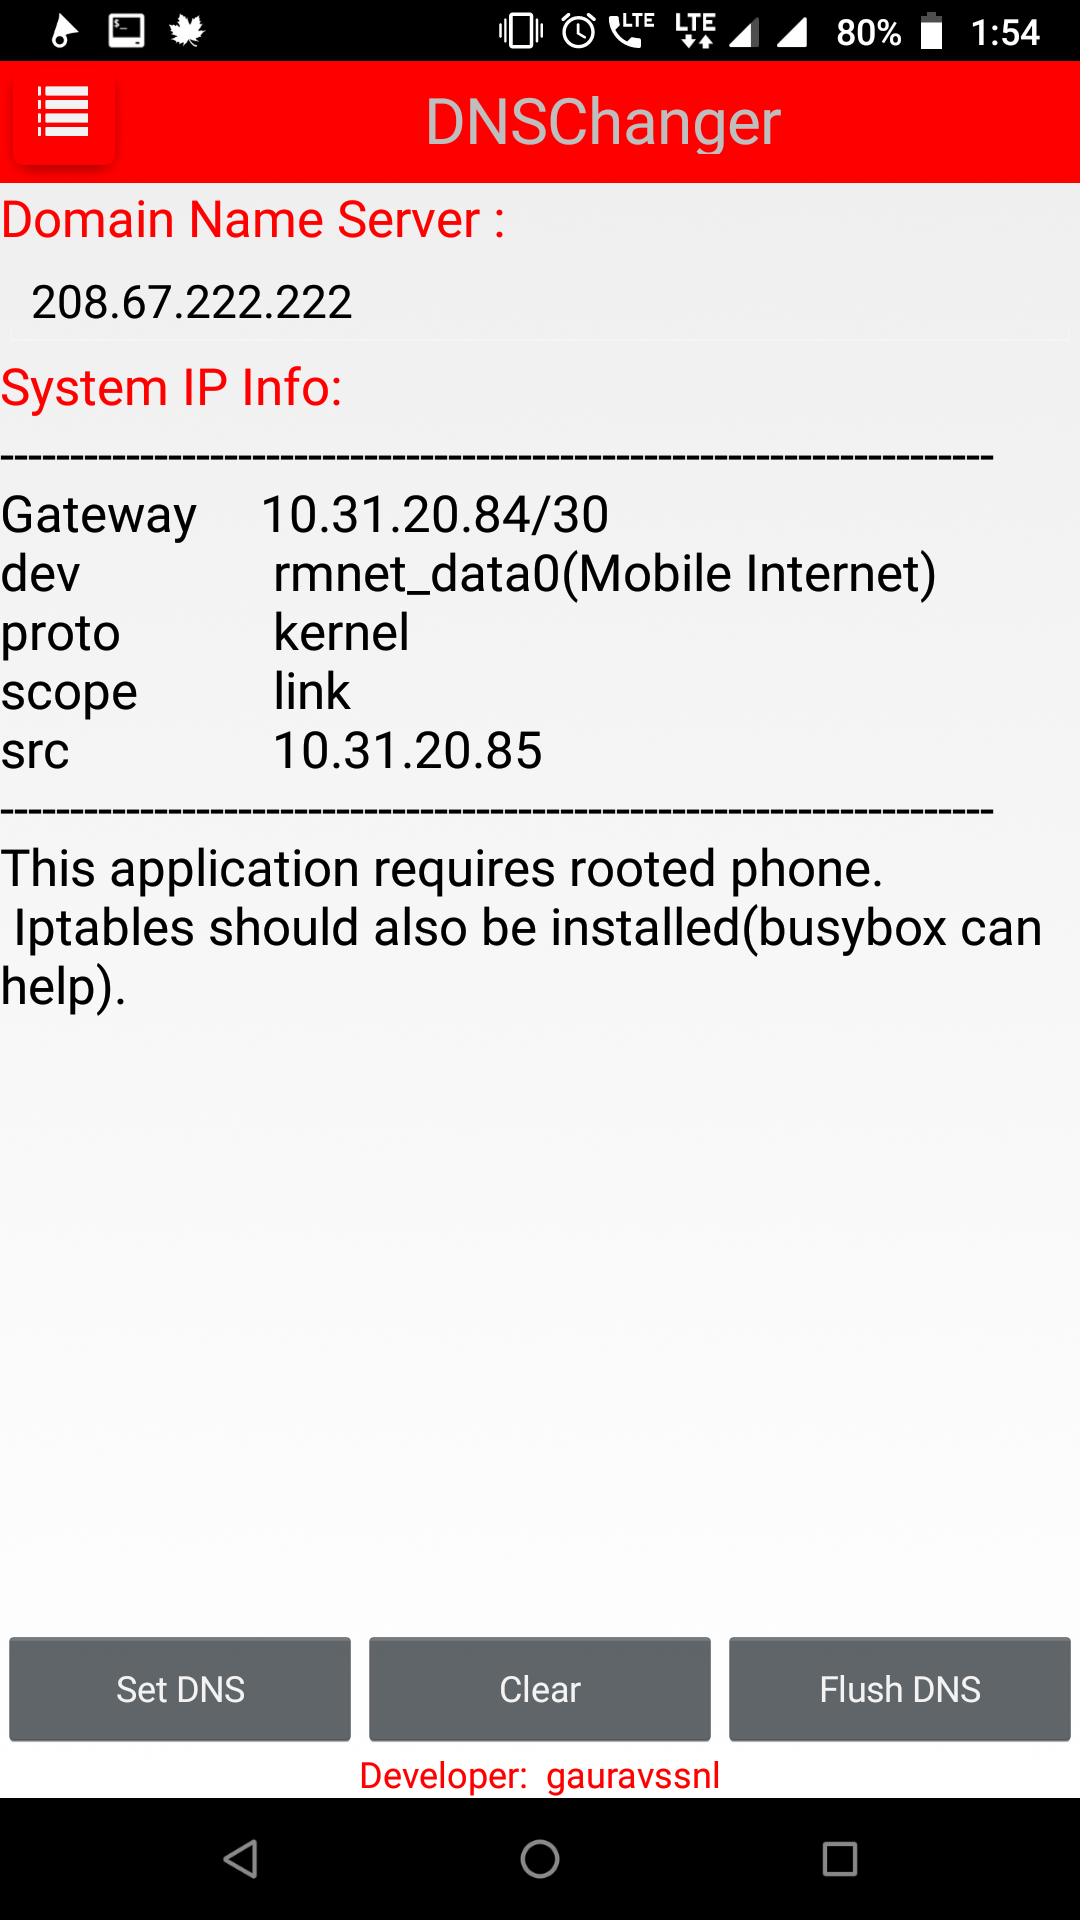 LTE LTE 80% 1:54
DNSChanger
Domain Name Server :
208.67.222.222
System IP Info:
-----------------------------------------------------------------------
Gateway 10.31.20.84/30
dev rmnet_data0(Mobile Internet)
proto kernel
scope link
src 10.31.20.85
-----------------------------------------------------------------------
This application requires rooted phone.
Iptables should also be installed(busybox can
help).
Set DNS Clear Flush DNS
Developer: gauravssnl